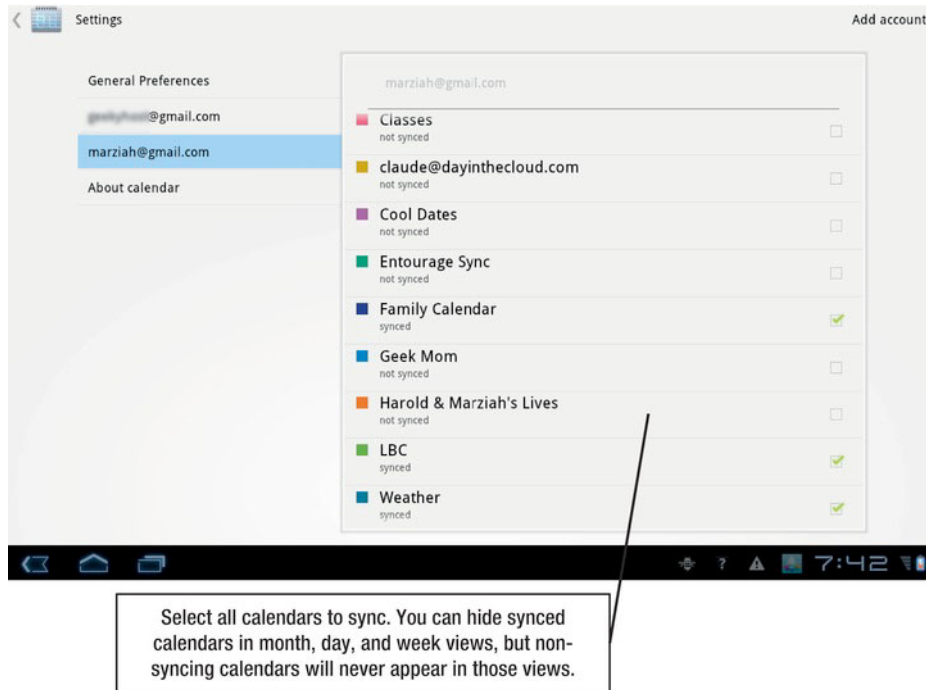 Settings
Add account
General Preferences
@gmail.com
marziah@gmail.com
About calendar
marziah@gmail.com
Classes
not synced
claude@dayinthecloud.com
not synced
Cool Dates
not synced
Entourage Sync
not synced
Family Calendar
synced
Geek Mom
not synced
Harold & Marziah's Lives
not synced
LBC
synced
Weather
synced
? 7:42
Select all calendars to sync. You can hide synced
calendars in month, day, and week views, but non-
syncing calendars will never appear in those views.